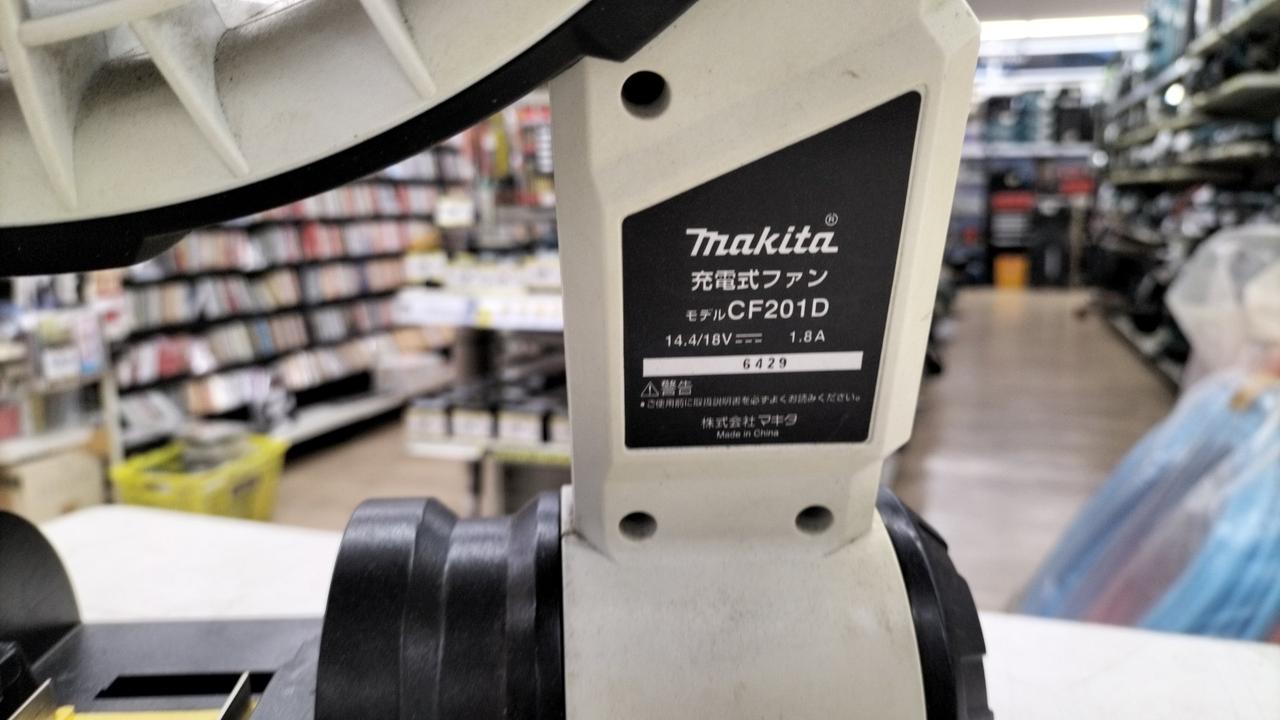 makita®
充電式ファン
モデルCF201D
14.4/18V⎓ 1.8A
6429
⚠警告
●ご使用前に取扱説明書を必ずよくお読みください。
株式会社マキタ
Made in China